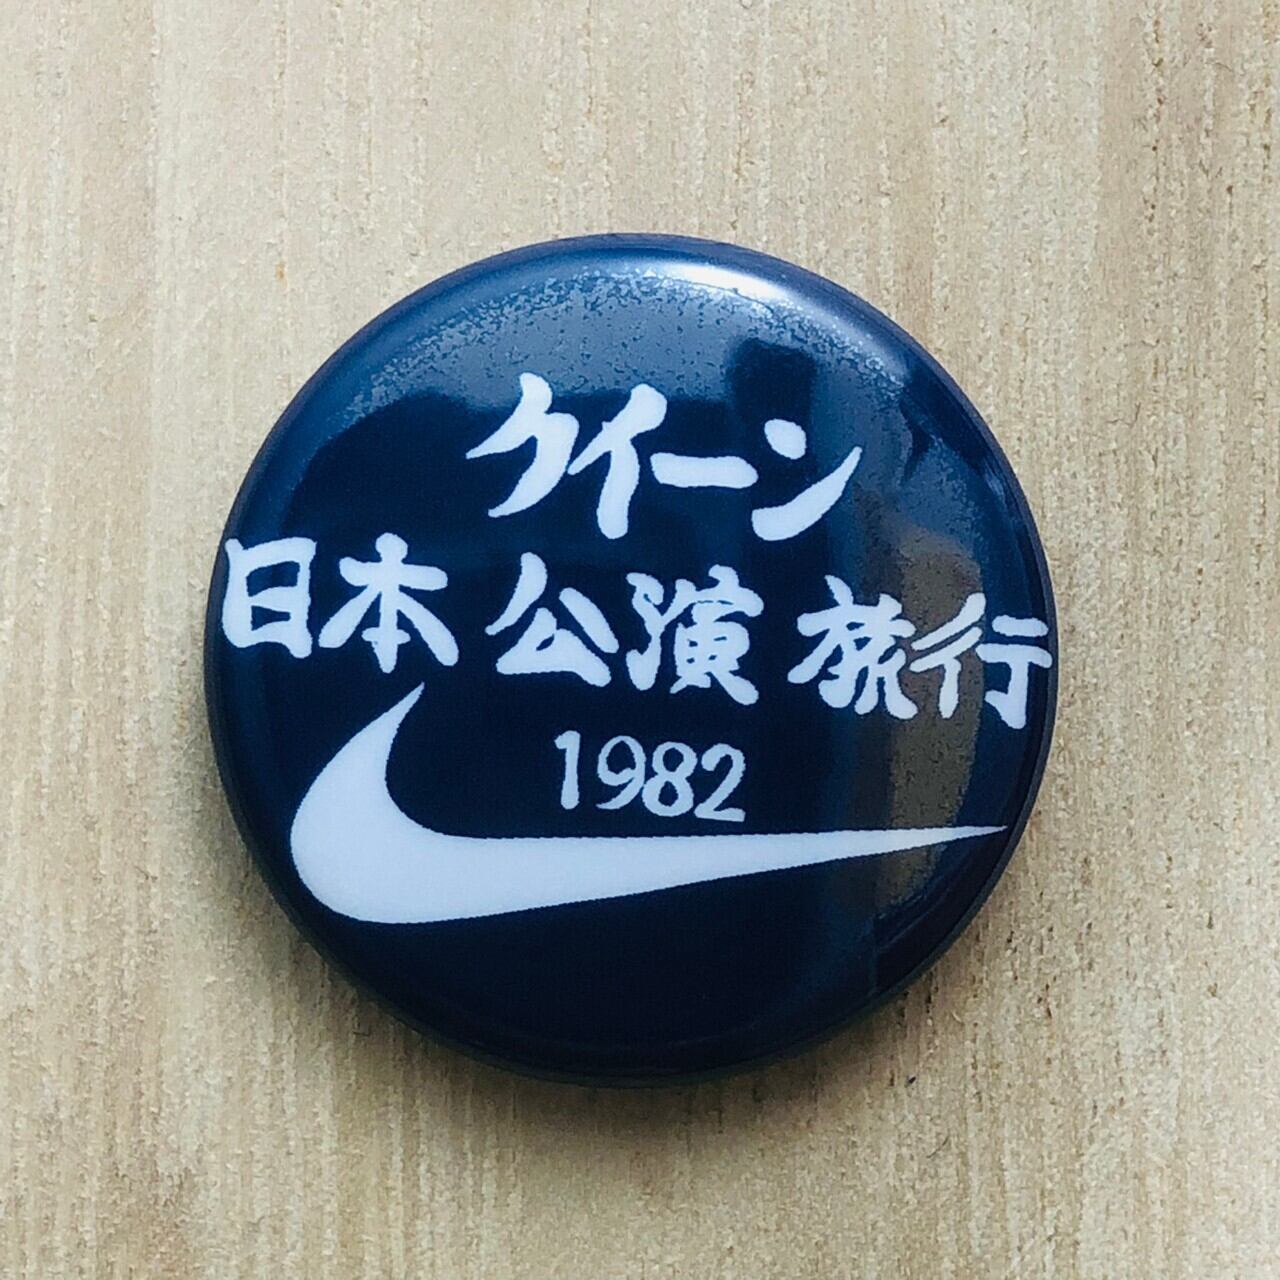 クイーン
日本 公演 旅行
1982